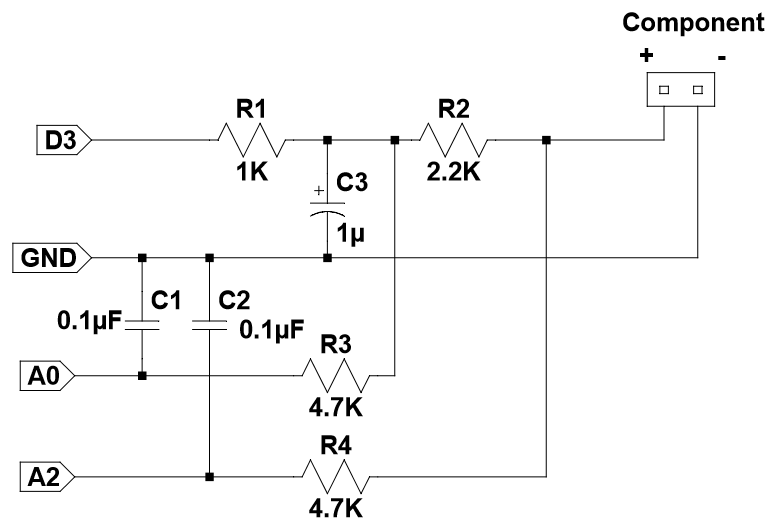 Component
+ -
R1
R2
D3
1K
2.2K
+
C3
1µ
GND
C1
C2
0.1µF
0.1µF
R3
A0
4.7K
R4
A2
4.7K